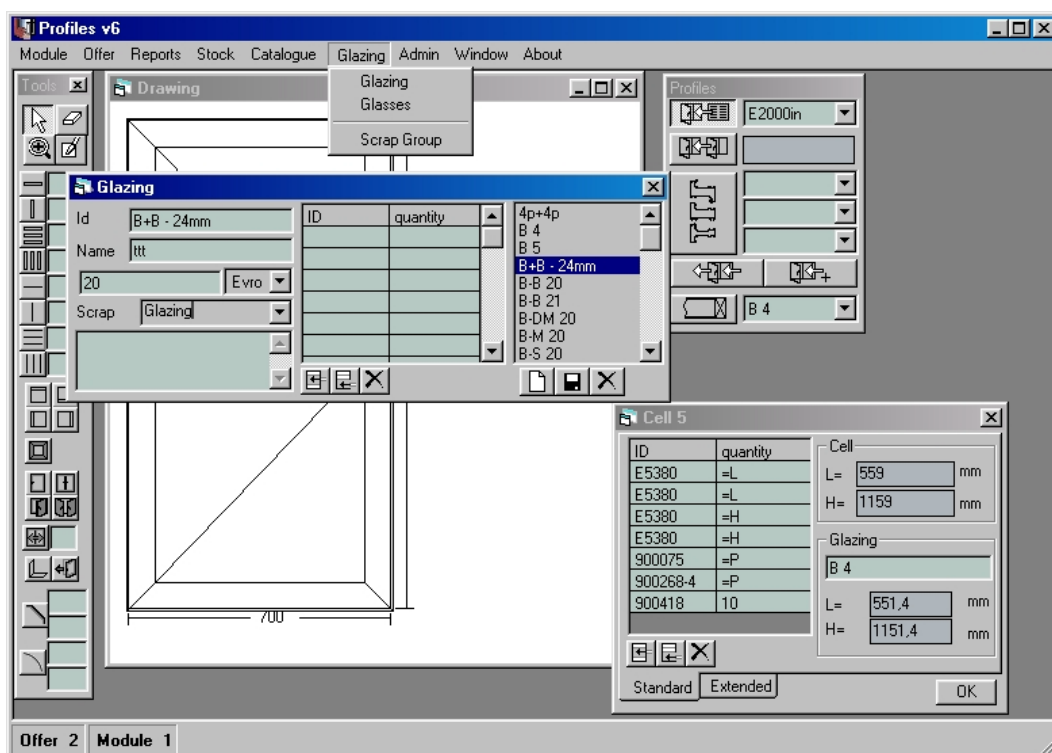 Profiles v6
Module Offer Reports Stock Catalogue Glazing Admin Window About
Glazing
Glasses
Scrap Group
Tools
Drawing
700
Profiles
E2000in
B 4
Glazing
Id B+B - 24mm
Name ttt
20 Evro
Scrap Glazing
ID quantity
4p+4p
B 4
B 5
B+B - 24mm
B-B 20
B-B 21
B-DM 20
B-M 20
B-S 20
Cell 5
ID quantity
E5380 =L
E5380 =L
E5380 =H
E5380 =H
900075 =P
900268-4 =P
900418 10
Cell
L= 559 mm
H= 1159 mm
Glazing
B 4
L= 551,4 mm
H= 1151,4 mm
Standard Extended
OK
Offer 2 Module 1